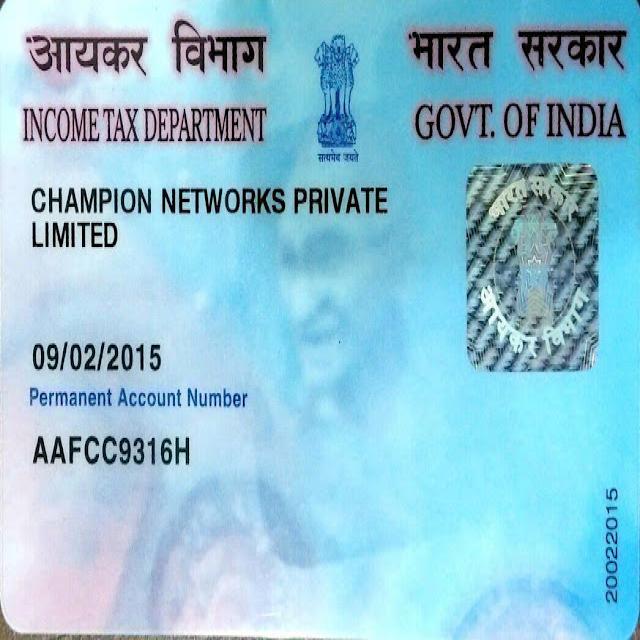 आयकर विभाग
INCOME TAX DEPARTMENT
सत्यमेव जयते
भारत सरकार
GOVT. OF INDIA
CHAMPION NETWORKS PRIVATE
LIMITED
भारत सरकार
आयकर विभाग
09/02/2015
Permanent Account Number
AAFCC9316H
20022015